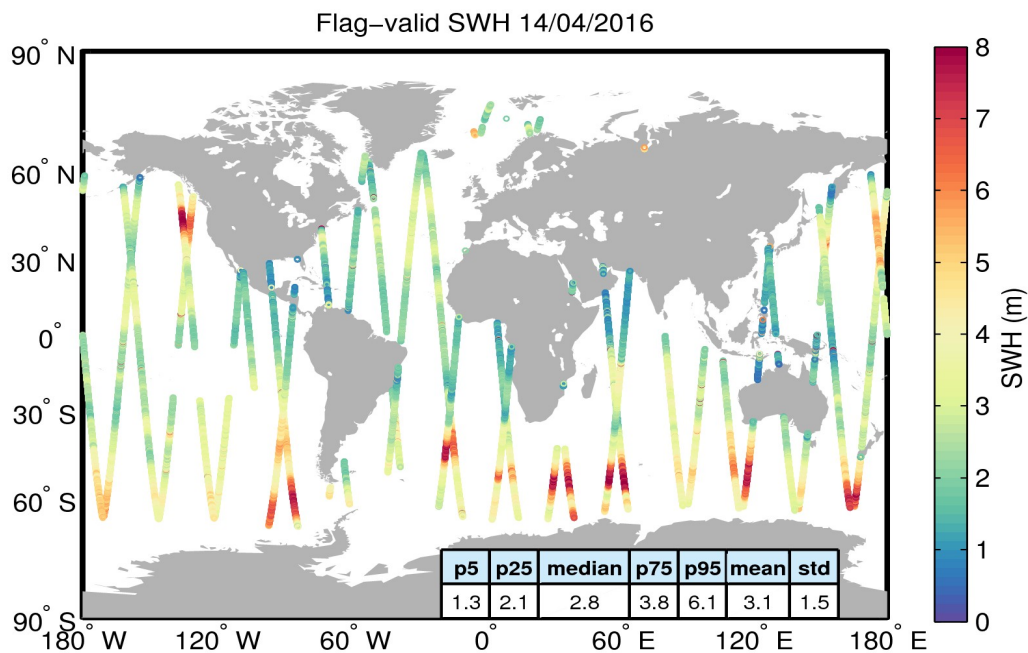 Flag−valid SWH 14/04/2016
90° N
60° N
30° N
0°
30° S
60° S
90° S
180° W
120° W
60° W
0°
60° E
120° E
180° E
8
7
6
5
4
3
2
1
0
SWH (m)
p5 p25 median p75 p95 mean std
1.3 2.1 2.8 3.8 6.1 3.1 1.5